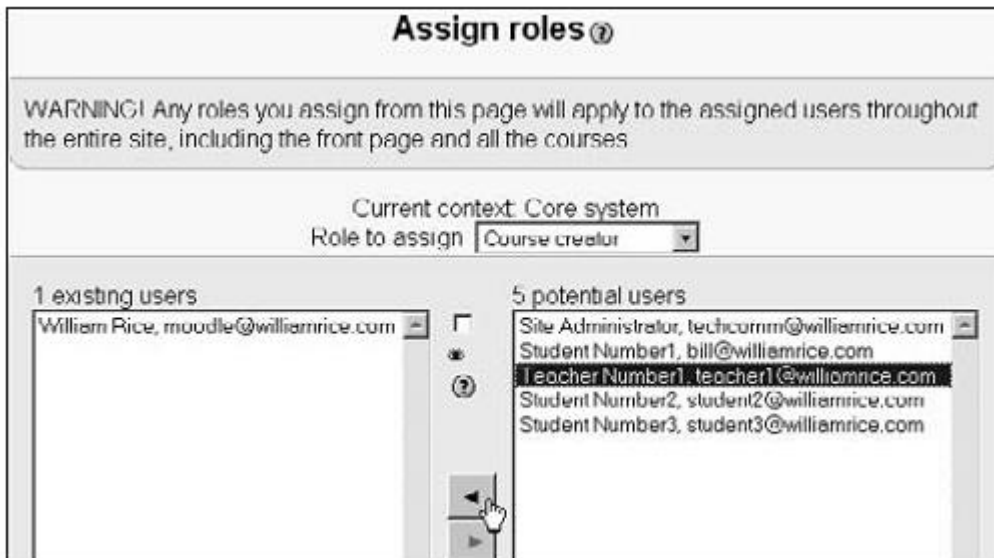 Assign roles
WARNING! Any roles you assign from this page will apply to the assigned users throughout
the entire site, including the front page and all the courses
Current context: Core system
Role to assign Course creator
1 existing users
5 potential users
William Rice, moodle@williamrice.com
Site Administrator, techcomm@williamrice.com
Student Number1, bill@williamrice.com
Teacher Number1, teacher1@williamrice.com
Student Number2, student2@williamrice.com
Student Number3, student3@williamrice.com